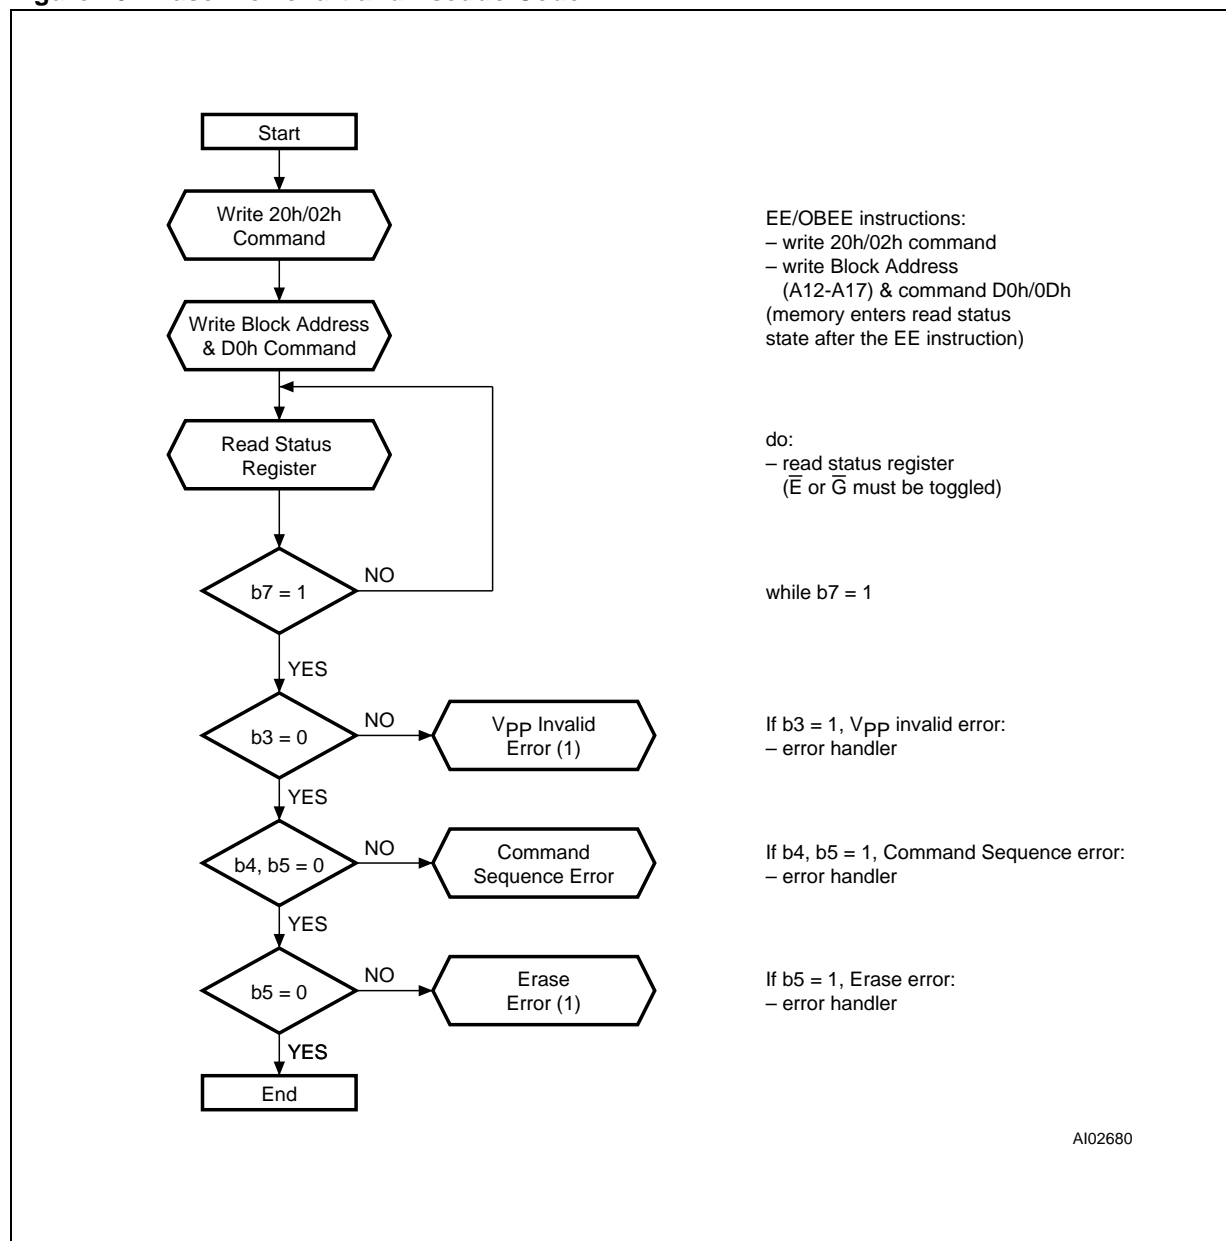 Start
Write 20h/02h
Command
EE/OBEE instructions:
– write 20h/02h command
– write Block Address
(A12-A17) & command D0h/0Dh
(memory enters read status
state after the EE instruction)
Write Block Address
& D0h Command
Read Status
Register
do:
– read status register
(E̅ or G̅ must be toggled)
b7 = 1
NO
while b7 = 1
YES
b3 = 0
NO
VPP Invalid
Error (1)
If b3 = 1, VPP invalid error:
– error handler
YES
b4, b5 = 0
NO
Command
Sequence Error
If b4, b5 = 1, Command Sequence error:
– error handler
YES
b5 = 0
NO
Erase
Error (1)
If b5 = 1, Erase error:
– error handler
YES
End
AI02680